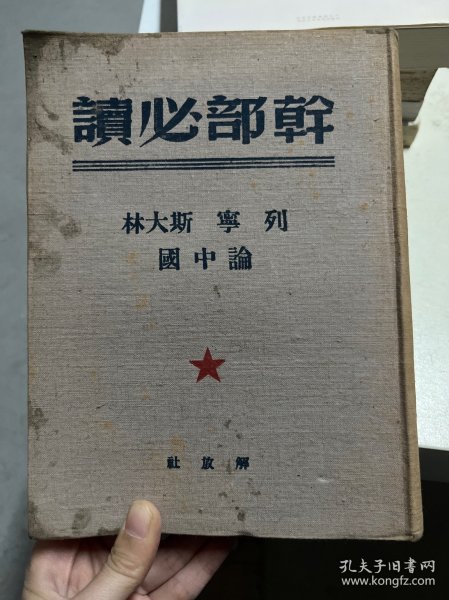 幹部必讀
列寧 斯大林
論中國
解放社
孔夫子旧书网
www.kongfz.com